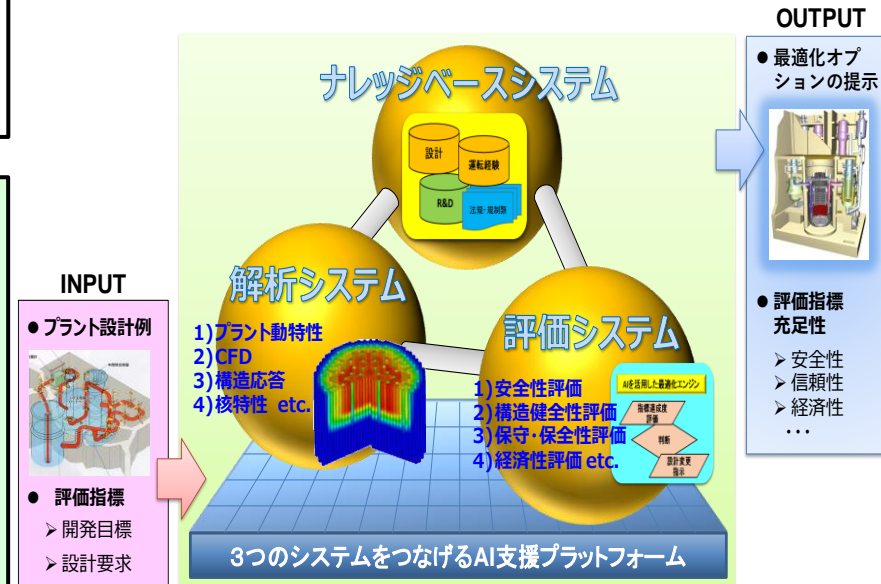 OUTPUT
● 最適化オプ
ションの提示
ナレッジベースシステム
設計
運転経験
R&D
法規・規制類
解析システム
1)プラント動特性
2)CFD
3)構造応答
4)核特性 etc.
評価システム
1)安全性評価
2)構造健全性評価
3)保守・保全性評価
4)経済性評価 etc.
AIを活用した最適化エンジン
指標達成度
評価
判断
設計変更
指示
INPUT
● プラント設計例
● 評価指標
➢ 開発目標
➢ 設計要求
● 評価指標
充足性
➢ 安全性
➢ 信頼性
➢ 経済性
・・・
3つのシステムをつなげるAI支援プラットフォーム